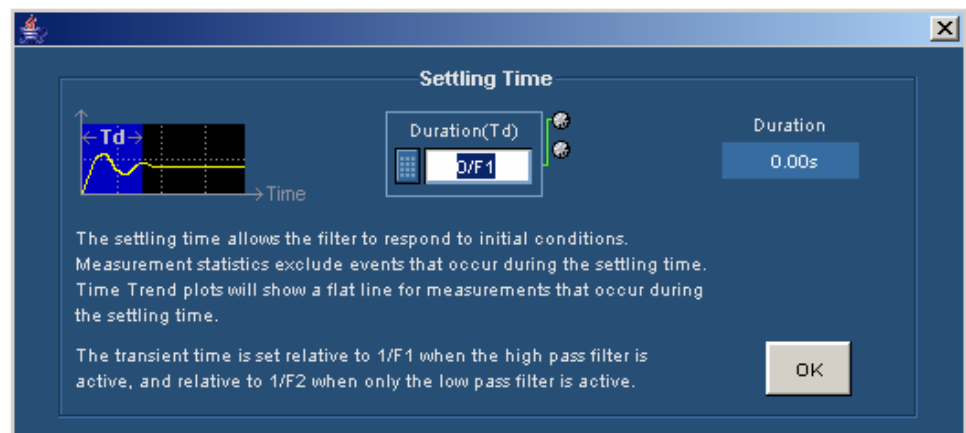 Settling Time
Td
Time
Duration(Td)
0/F1
Duration
0.00s
The settling time allows the filter to respond to initial conditions.
Measurement statistics exclude events that occur during the settling time.
Time Trend plots will show a flat line for measurements that occur during
the settling time.
The transient time is set relative to 1/F1 when the high pass filter is
active, and relative to 1/F2 when only the low pass filter is active.
OK